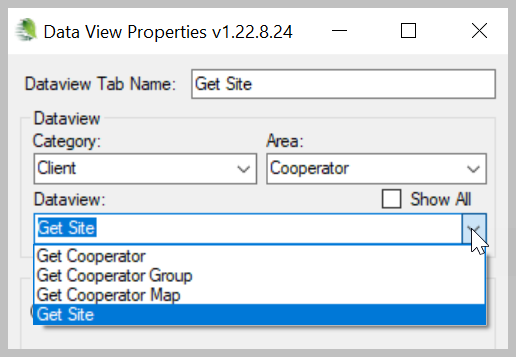 Data View Properties v1.22.8.24
Dataview Tab Name: Get Site
Dataview
Category: Area:
Client Cooperator
Dataview: Show All
Get Site
Get Cooperator
Get Cooperator Group
Get Cooperator Map
Get Site